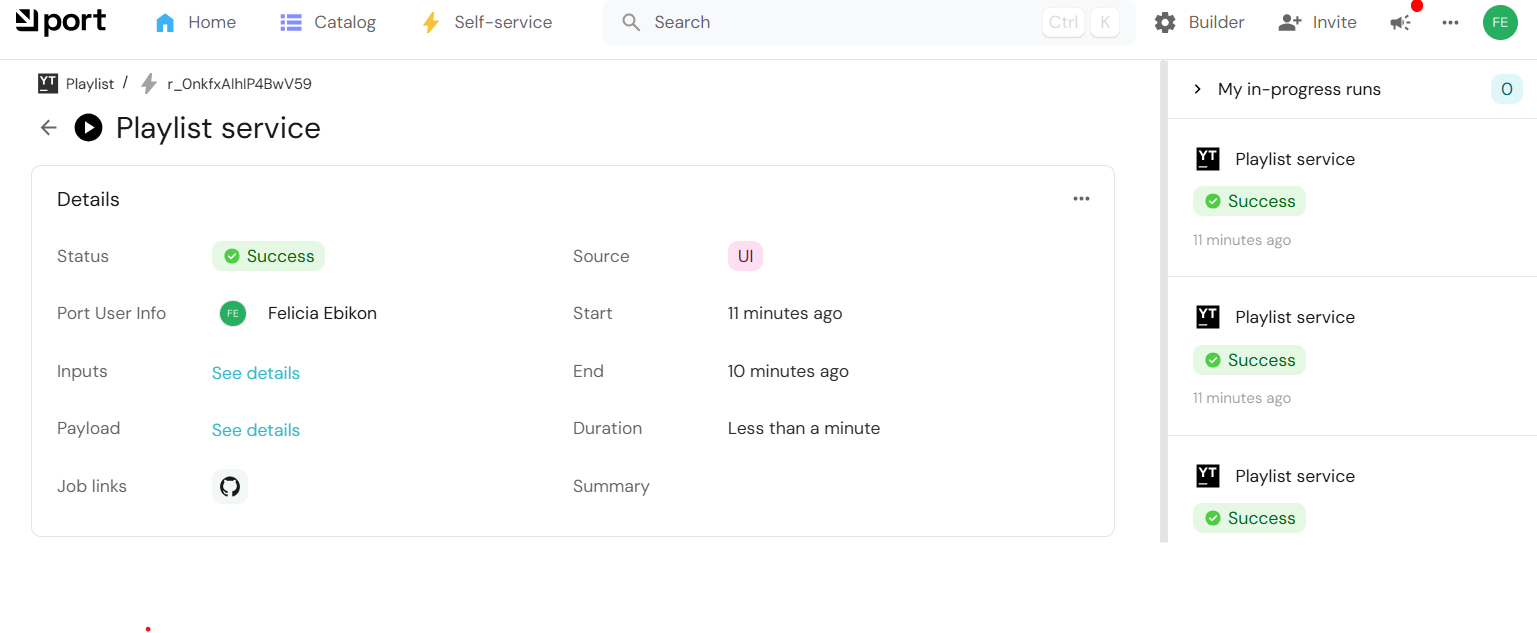 port Home Catalog Self-service Search Ctrl K Builder Invite FE
YT Playlist / r_0nkfxAIhIP4BwV59
Playlist service
Details
Status Success Source UI
Port User Info FE Felicia Ebikon Start 11 minutes ago
Inputs See details End 10 minutes ago
Payload See details Duration Less than a minute
Job links Summary
My in-progress runs 0
YT Playlist service
Success
11 minutes ago
YT Playlist service
Success
11 minutes ago
YT Playlist service
Success